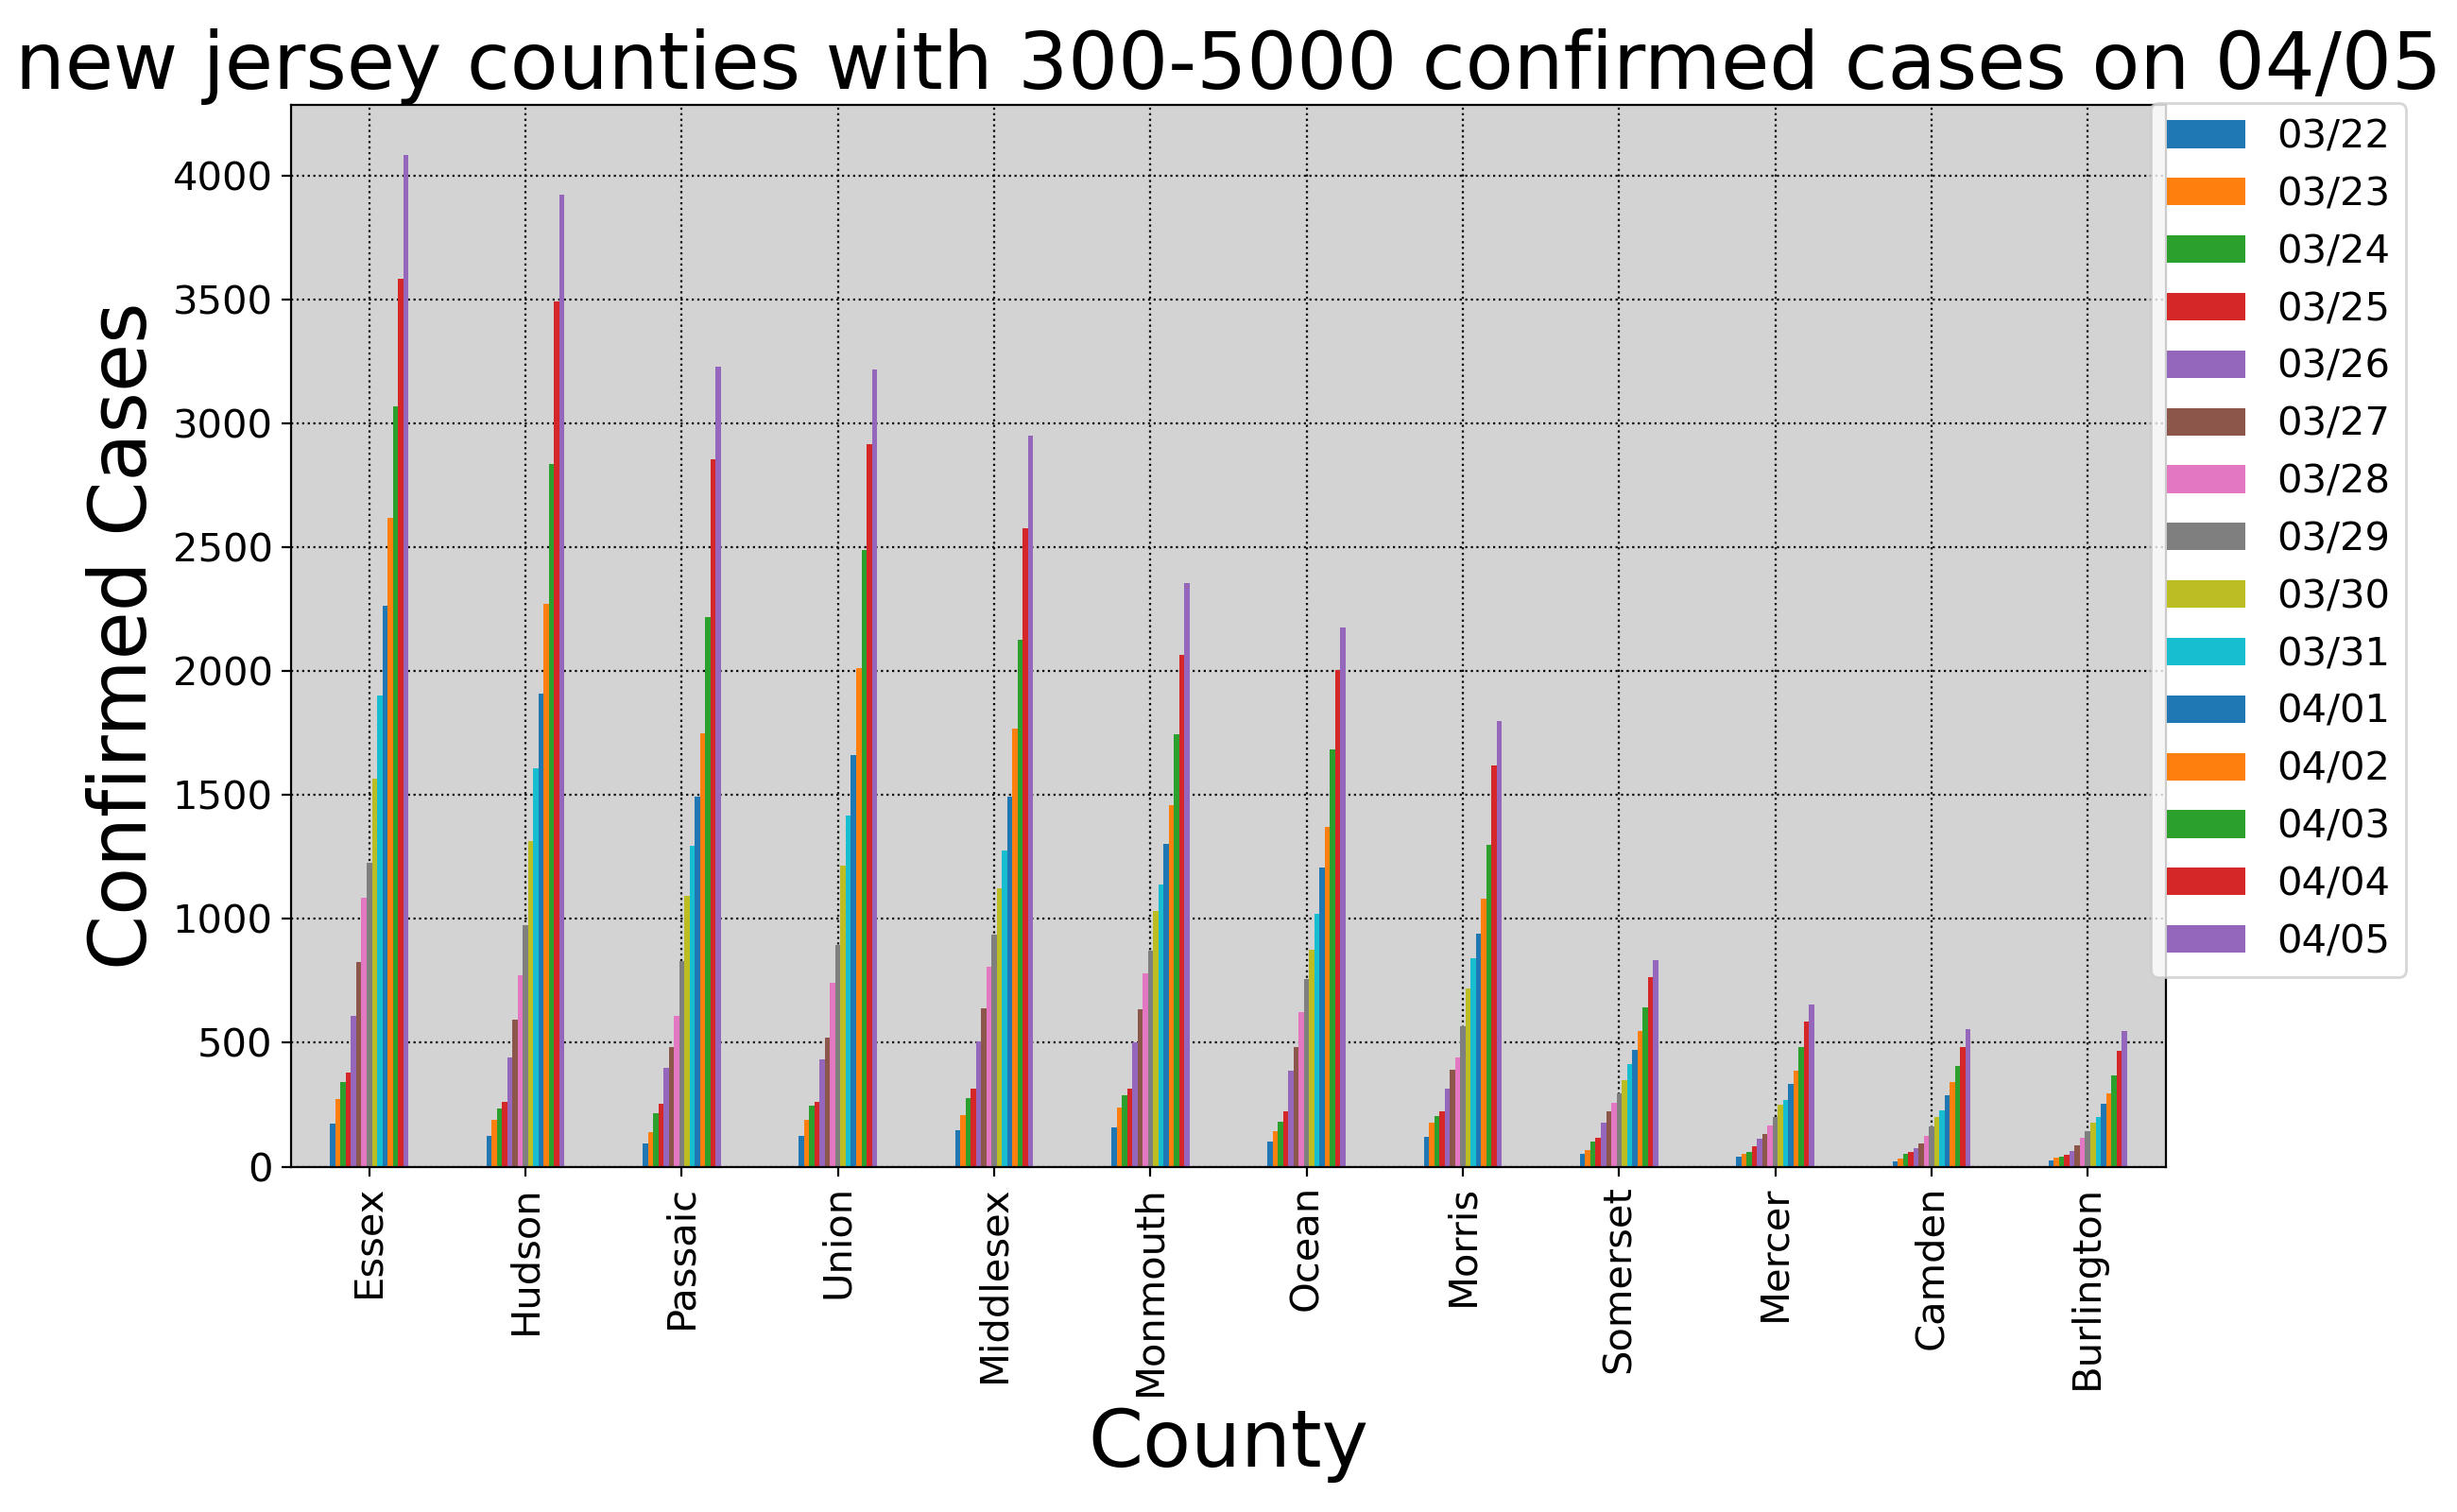 new jersey counties with 300-5000 confirmed cases on 04/05
Confirmed Cases
4000
3500
3000
2500
2000
1500
1000
500
0
03/22
03/23
03/24
03/25
03/26
03/27
03/28
03/29
03/30
03/31
04/01
04/02
04/03
04/04
04/05
Essex
Hudson
Passaic
Union
Middlesex
Monmouth
Ocean
Morris
Somerset
Mercer
Camden
Burlington
County